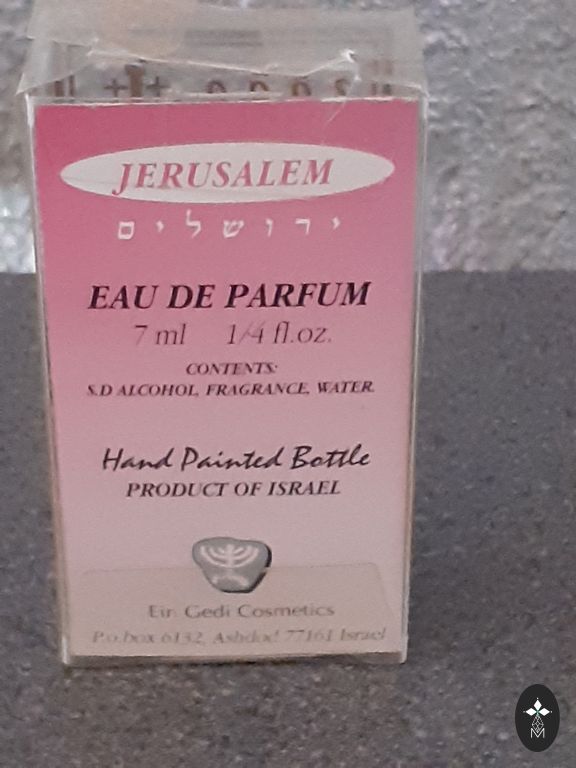 JERUSALEM
ירושלים
EAU DE PARFUM
7 ml 1/4 fl.oz.
CONTENTS:
S.D ALCOHOL, FRAGRANCE, WATER.
Hand Painted Bottle
PRODUCT OF ISRAEL
Ein Gedi Cosmetics
P.o.box 6132, Ashdod 77161 Israel
M